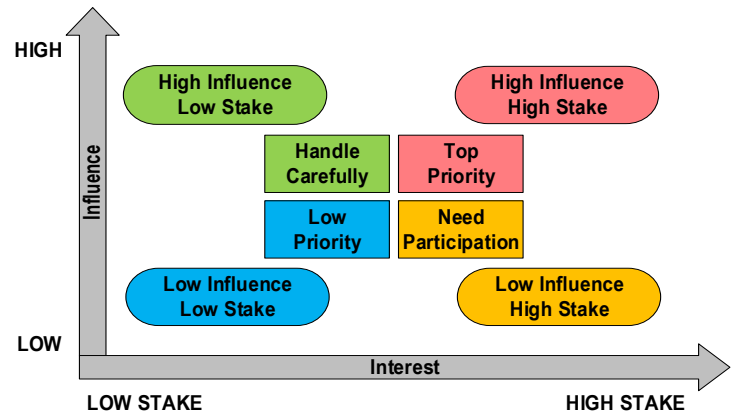 HIGH
High Influence
Low Stake
High Influence
High Stake
Influence
Handle
Carefully
Top
Priority
Low
Priority
Need
Participation
Low Influence
Low Stake
Low Influence
High Stake
LOW
Interest
LOW STAKE
HIGH STAKE